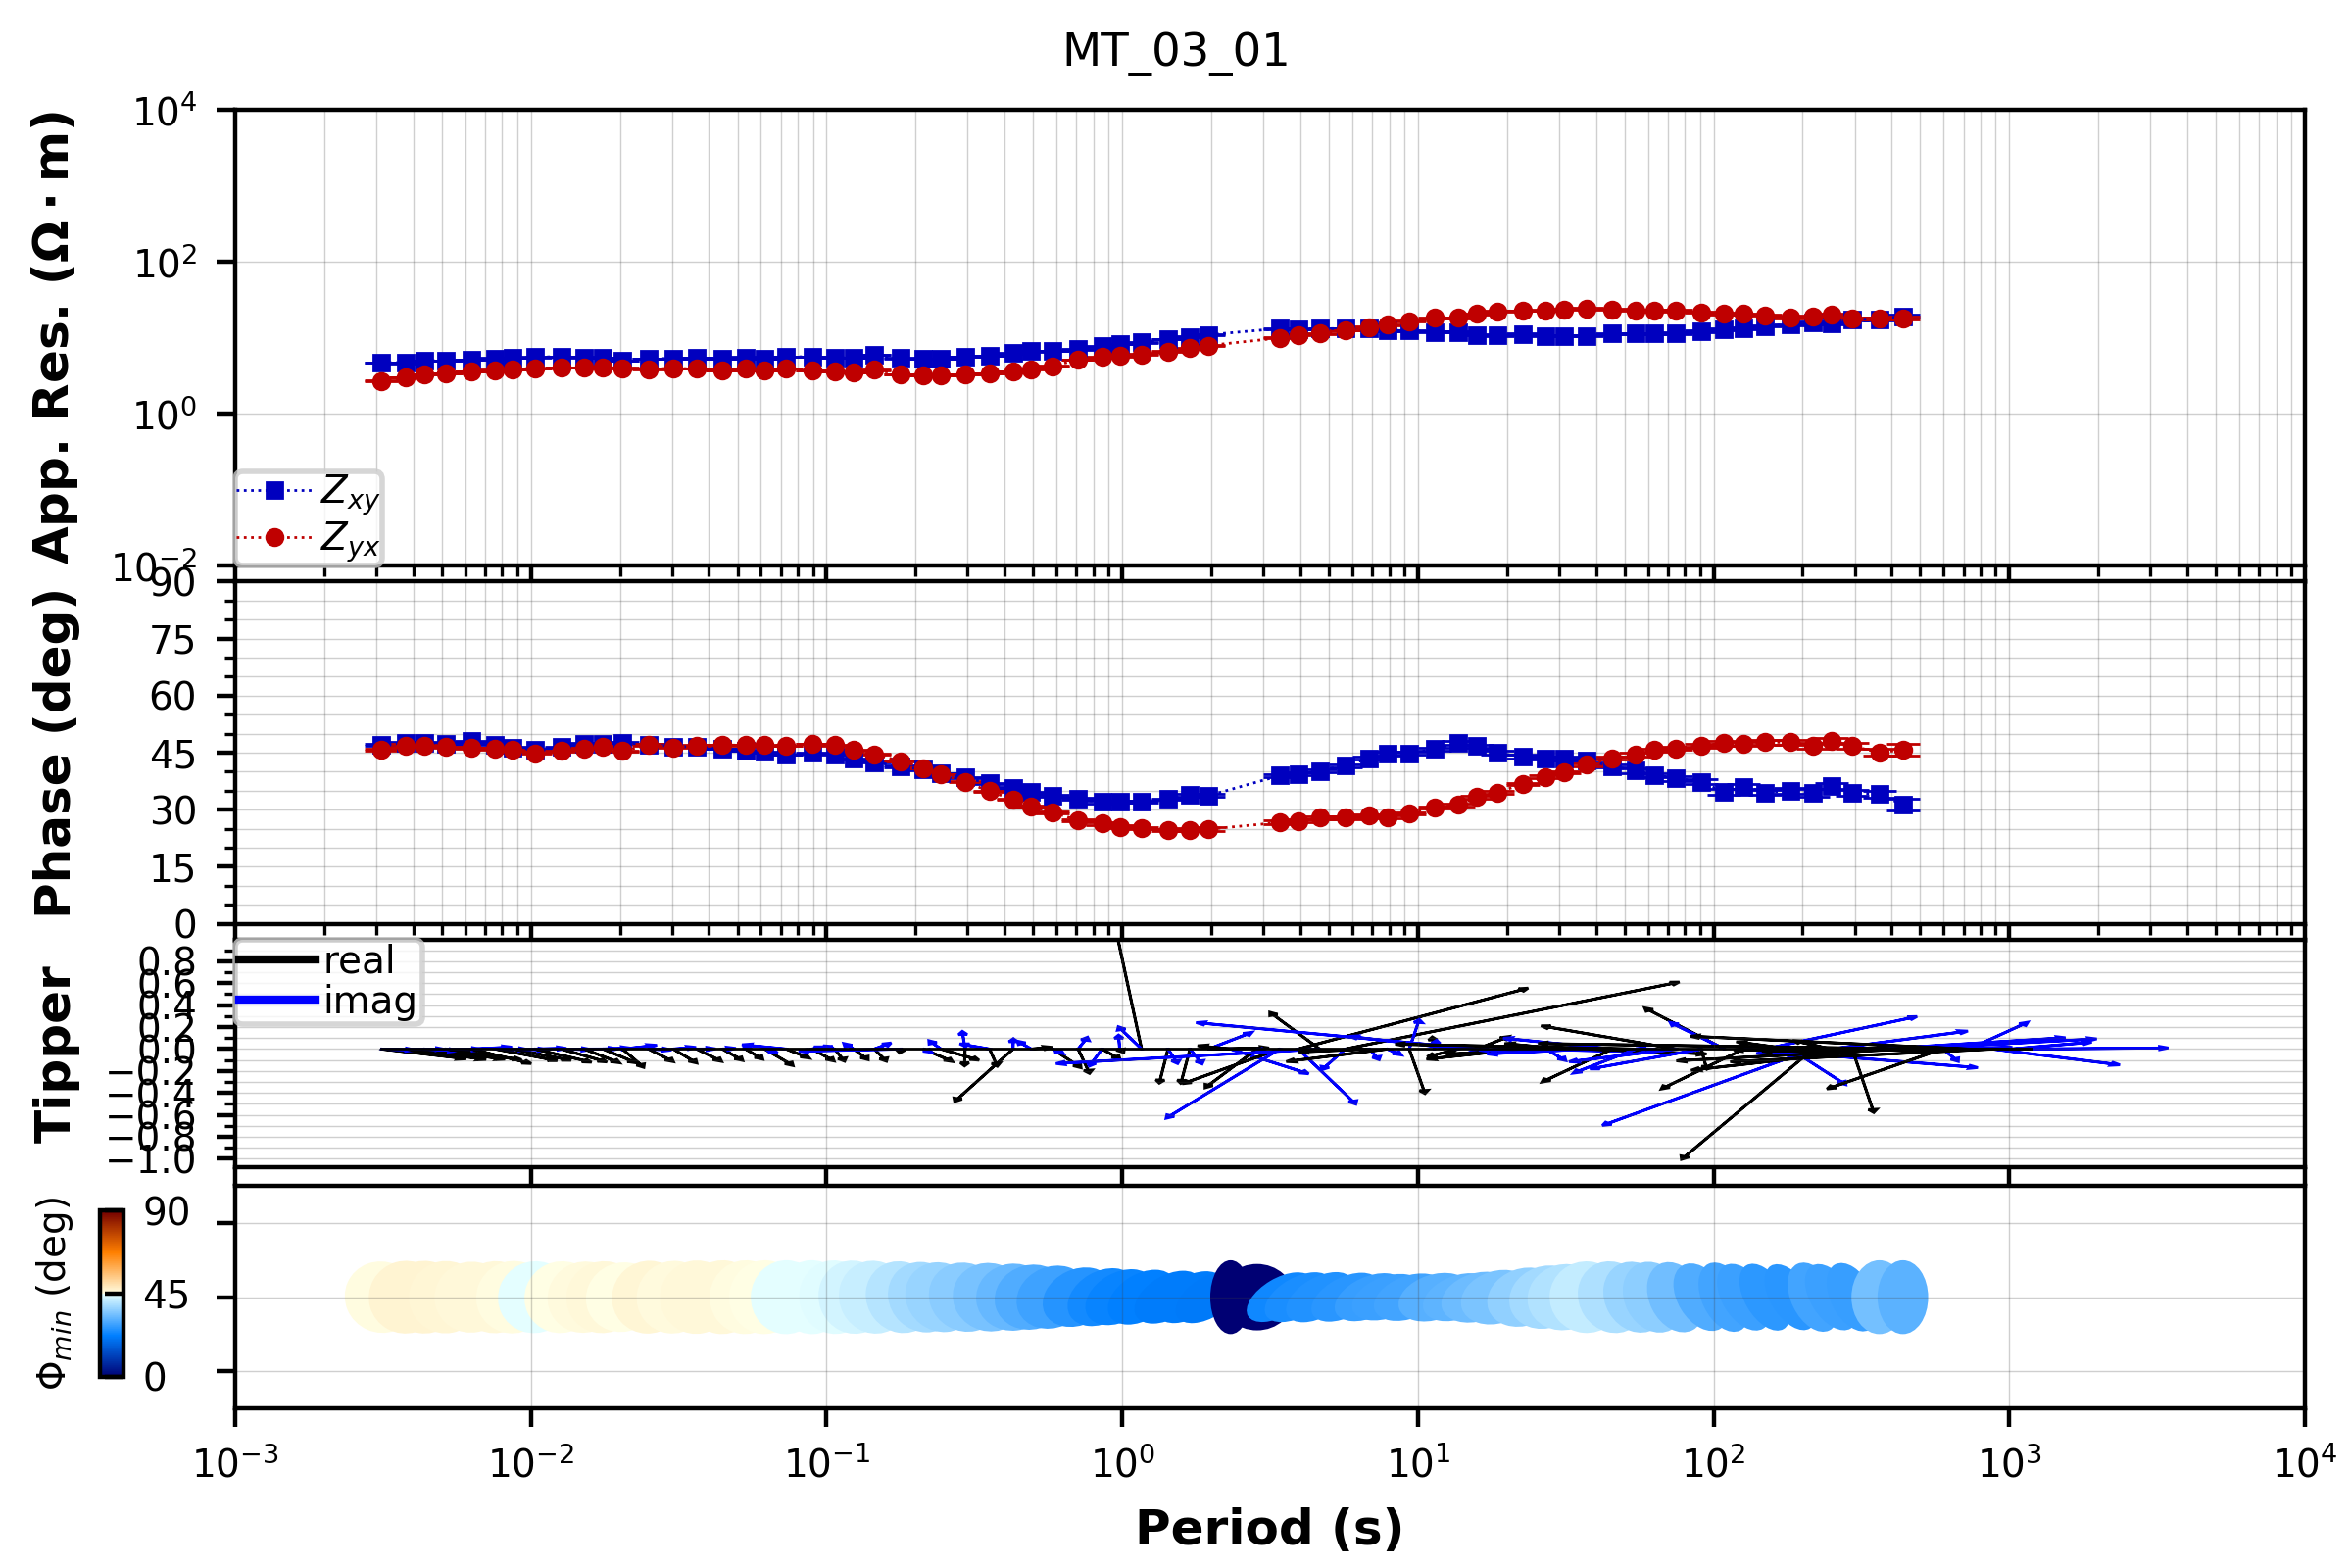 MT_03_01
App. Res. (Ω·m)
10⁴
10²
10⁰
10⁻²
Z_xy
Z_yx
Phase (deg)
90
75
60
45
30
15
0
Tipper
0.8
0.6
0.4
0.2
0.0
−0.2
−0.4
−0.6
−0.8
−1.0
real
imag
Φ_min (deg)
90
45
0
10⁻³ 10⁻² 10⁻¹ 10⁰ 10¹ 10² 10³ 10⁴
Period (s)